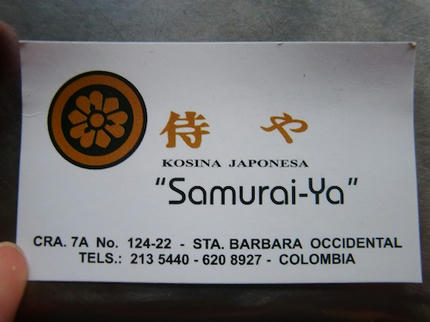 侍 や
KOSINA JAPONESA
“Samurai-Ya”
CRA. 7A No. 124-22 - STA. BARBARA OCCIDENTAL
TELS.: 213 5440 - 620 8927 - COLOMBIA